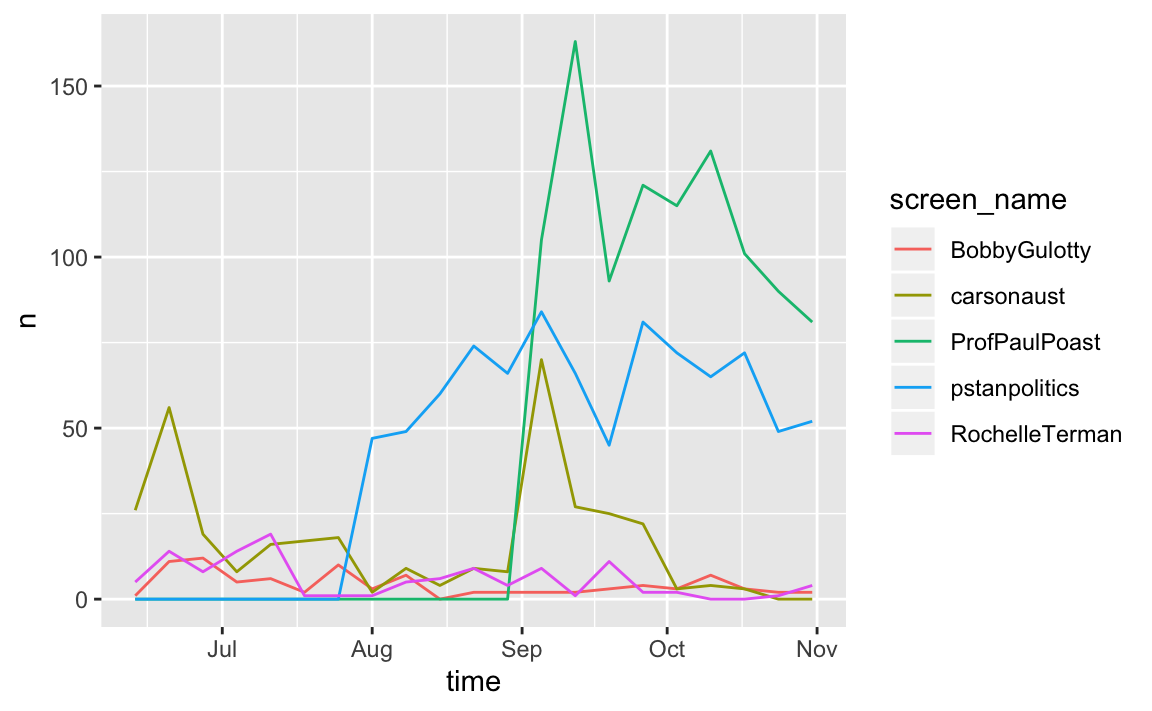 150
100
50
0
n
Jul Aug Sep Oct Nov
time
screen_name
BobbyGulotty
carsonaust
ProfPaulPoast
pstanpolitics
RochelleTerman